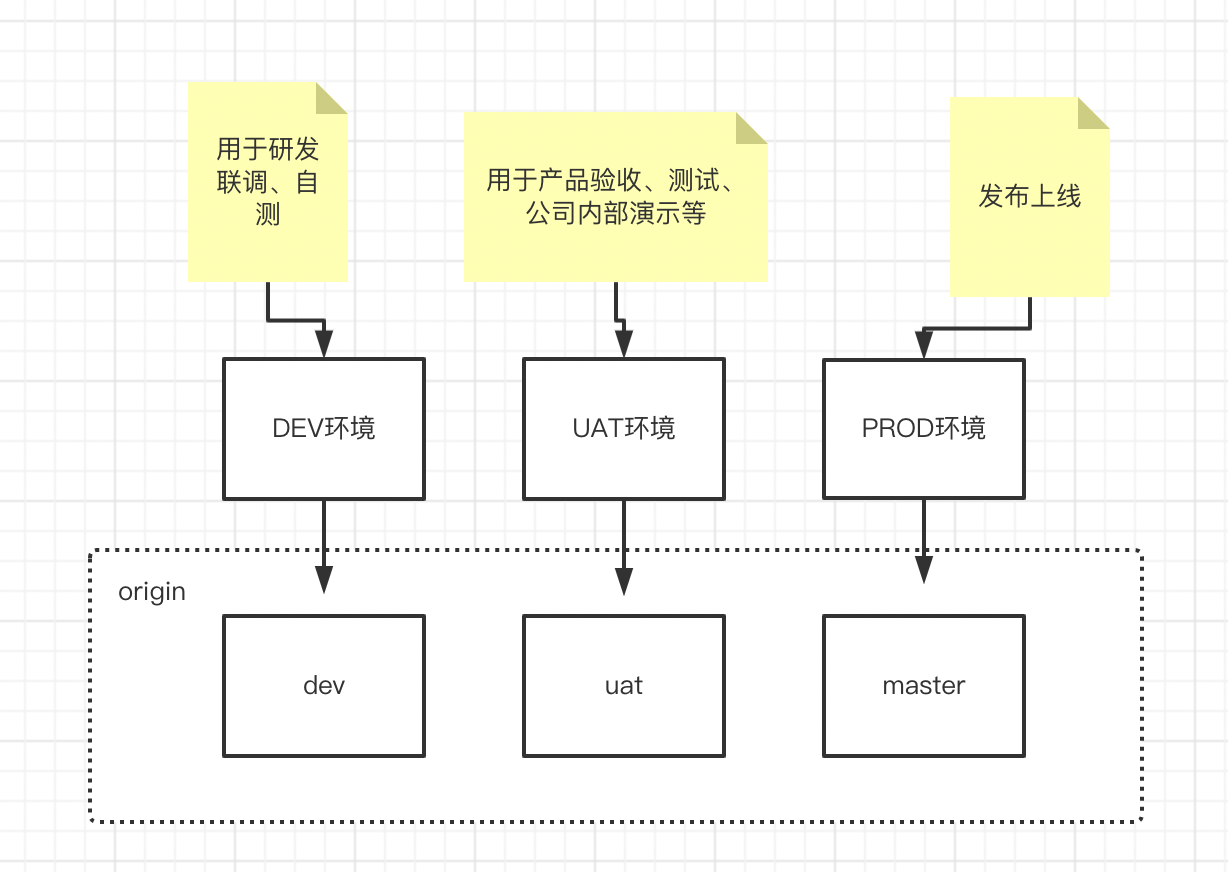 用于研发
联调、自
测
用于产品验收、测试、
公司内部演示等
发布上线
DEV环境
UAT环境
PROD环境
origin
dev
uat
master